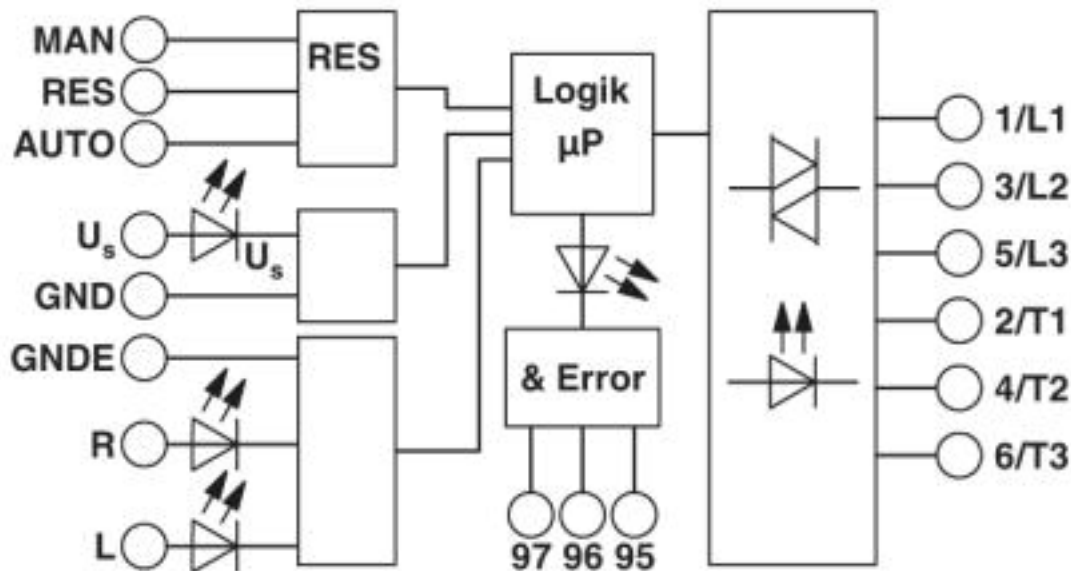 MAN
RES
AUTO
RES
Us
Us
GND
GNDE
R
L
Logik
µP
& Error
97 96 95
1/L1
3/L2
5/L3
2/T1
4/T2
6/T3